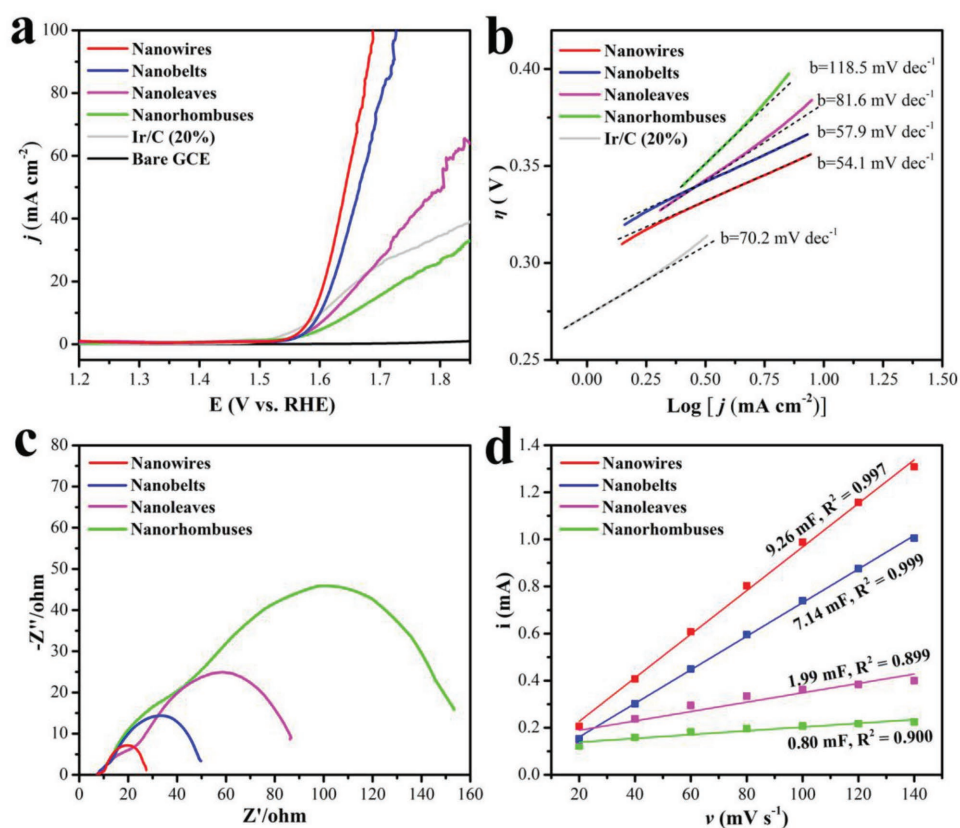 a
100
80
60
40
20
0
j (mA cm⁻²)
Nanowires
Nanobelts
Nanoleaves
Nanorhombuses
Ir/C (20%)
Bare GCE
1.2 1.3 1.4 1.5 1.6 1.7 1.8
E (V vs. RHE)
b
0.40
0.35
0.30
0.25
η (V)
Nanowires
Nanobelts
Nanoleaves
Nanorhombuses
Ir/C (20%)
b=118.5 mV dec⁻¹
b=81.6 mV dec⁻¹
b=57.9 mV dec⁻¹
b=54.1 mV dec⁻¹
b=70.2 mV dec⁻¹
0.00 0.25 0.50 0.75 1.00 1.25 1.50
Log [ j (mA cm⁻²)]
c
80
70
60
50
40
30
20
10
0
-Z''/ohm
Nanowires
Nanobelts
Nanoleaves
Nanorhombuses
0 20 40 60 80 100 120 140 160
Z'/ohm
d
1.4
1.2
1.0
0.8
0.6
0.4
0.2
0.0
i (mA)
Nanowires
Nanobelts
Nanoleaves
Nanorhombuses
9.26 mF, R² = 0.997
7.14 mF, R² = 0.999
1.99 mF, R² = 0.899
0.80 mF, R² = 0.900
20 40 60 80 100 120 140
v (mV s⁻¹)